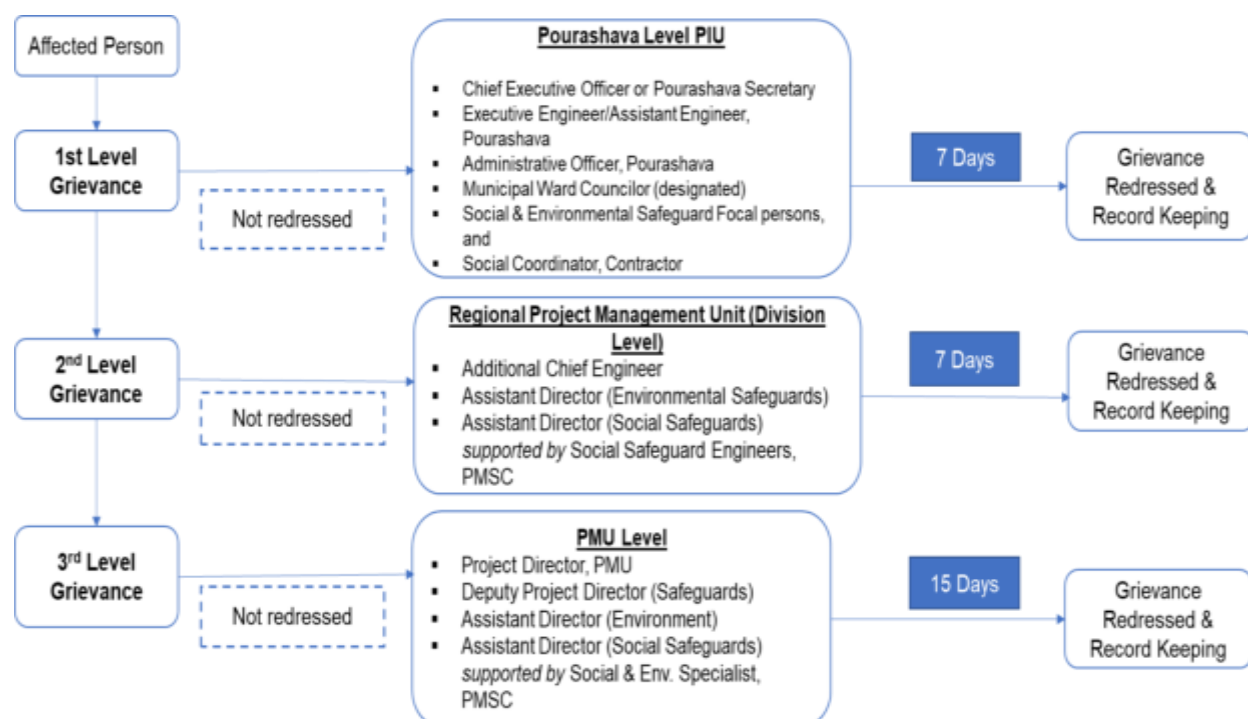 Affected Person
1st Level
Grievance
Not redressed
Pourashava Level PIU
▪ Chief Executive Officer or Pourashava Secretary
▪ Executive Engineer/Assistant Engineer,
Pourashava
▪ Administrative Officer, Pourashava
▪ Municipal Ward Councilor (designated)
▪ Social & Environmental Safeguard Focal persons,
and
▪ Social Coordinator, Contractor
7 Days
Grievance
Redressed &
Record Keeping
2nd Level
Grievance
Not redressed
Regional Project Management Unit (Division
Level)
▪ Additional Chief Engineer
▪ Assistant Director (Environmental Safeguards)
▪ Assistant Director (Social Safeguards)
supported by Social Safeguard Engineers,
PMSC
7 Days
Grievance
Redressed &
Record Keeping
3rd Level
Grievance
Not redressed
PMU Level
▪ Project Director, PMU
▪ Deputy Project Director (Safeguards)
▪ Assistant Director (Environment)
▪ Assistant Director (Social Safeguards)
supported by Social & Env. Specialist,
PMSC
15 Days
Grievance
Redressed &
Record Keeping